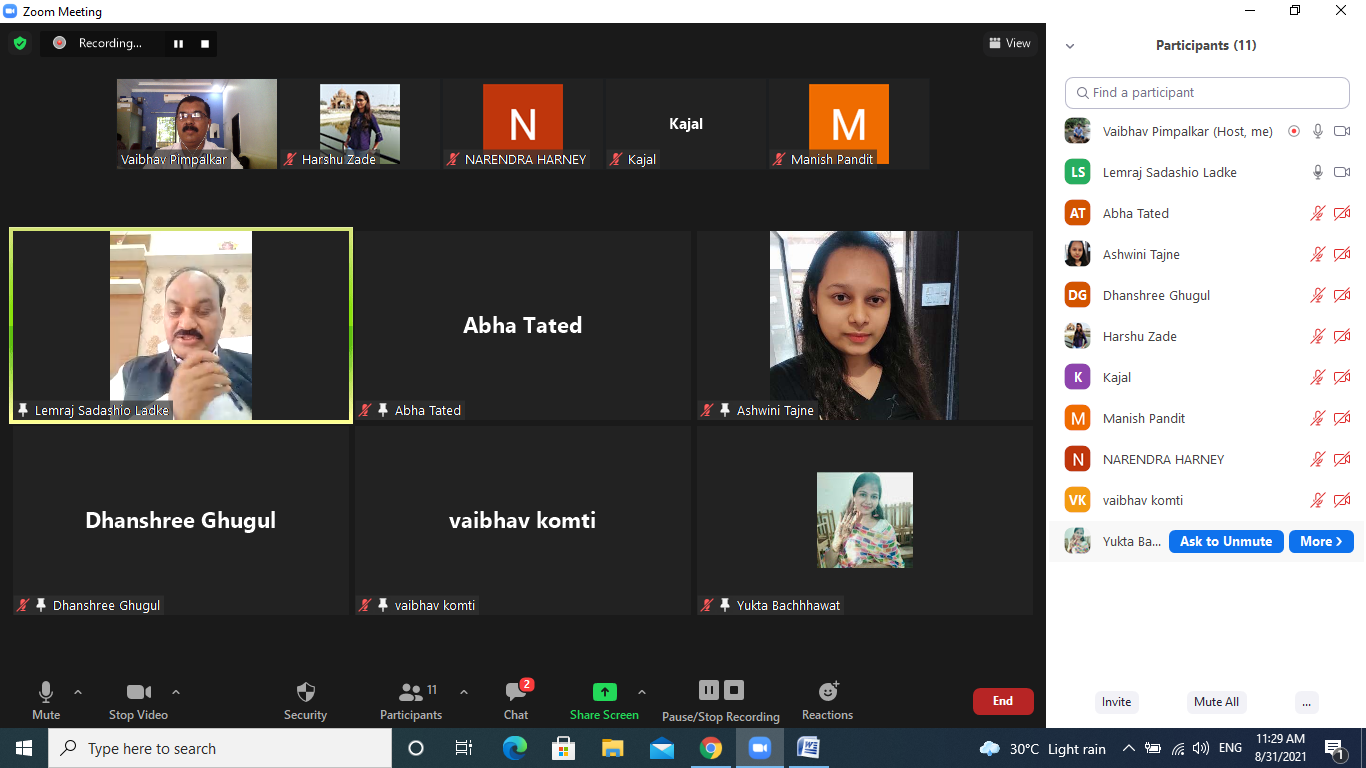 Zoom Meeting
Recording...
View
Vaibhav Pimpalkar
Harshu Zade
N
NARENDRA HARNEY
Kajal
Kajal
M
Manish Pandit
Lemraj Sadashio Ladke
Abha Tated
Abha Tated
Ashwini Tajne
Dhanshree Ghugul
Dhanshree Ghugul
vaibhav komti
vaibhav komti
Yukta Bachhhawat
Participants (11)
Find a participant
Vaibhav Pimpalkar (Host, me)
LS Lemraj Sadashio Ladke
AT Abha Tated
Ashwini Tajne
DG Dhanshree Ghugul
Harshu Zade
K Kajal
M Manish Pandit
N NARENDRA HARNEY
VK vaibhav komti
Yukta Ba... Ask to Unmute More
Invite Mute All ...
Mute
Stop Video
Security
11
Participants
2
Chat
Share Screen
Pause/Stop Recording
Reactions
End
Type here to search
30°C Light rain
ENG
11:29 AM
8/31/2021
1